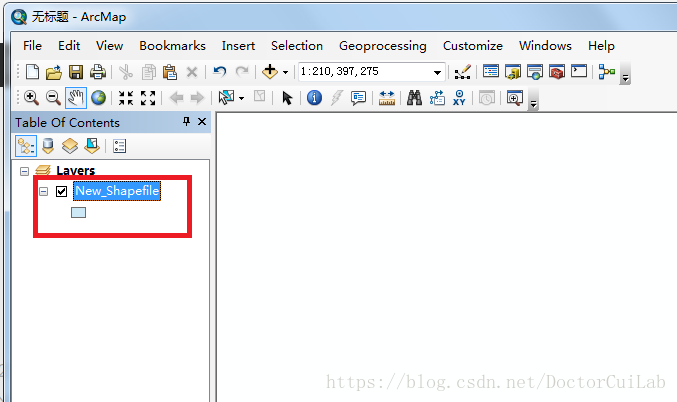 无标题 - ArcMap
File Edit View Bookmarks Insert Selection Geoprocessing Customize Windows Help
1:210,397,275
XY
Table Of Contents
Layers
New_Shapefile
https://blog.csdn.net/DoctorCuiLab